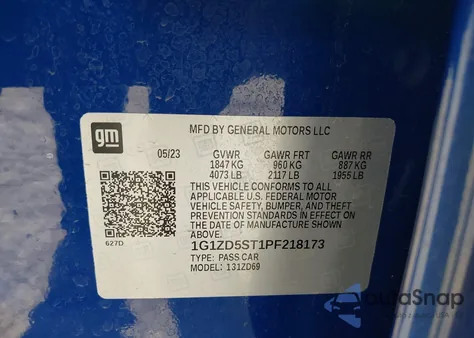 gm
MFD BY GENERAL MOTORS LLC
05/23 GVWR GAWR FRT GAWR RR
1847 KG 960 KG 887 KG
4073 LB 2117 LB 1955 LB
THIS VEHICLE CONFORMS TO ALL
APPLICABLE U.S. FEDERAL MOTOR
VEHICLE SAFETY, BUMPER, AND THEFT
PREVENTION STANDARDS IN EFFECT ON
THE DATE OF MANUFACTURE SHOWN
ABOVE.
627D
1G1ZD5ST1PF218173
TYPE: PASS CAR
MODEL: 131ZD69
AutoSnap